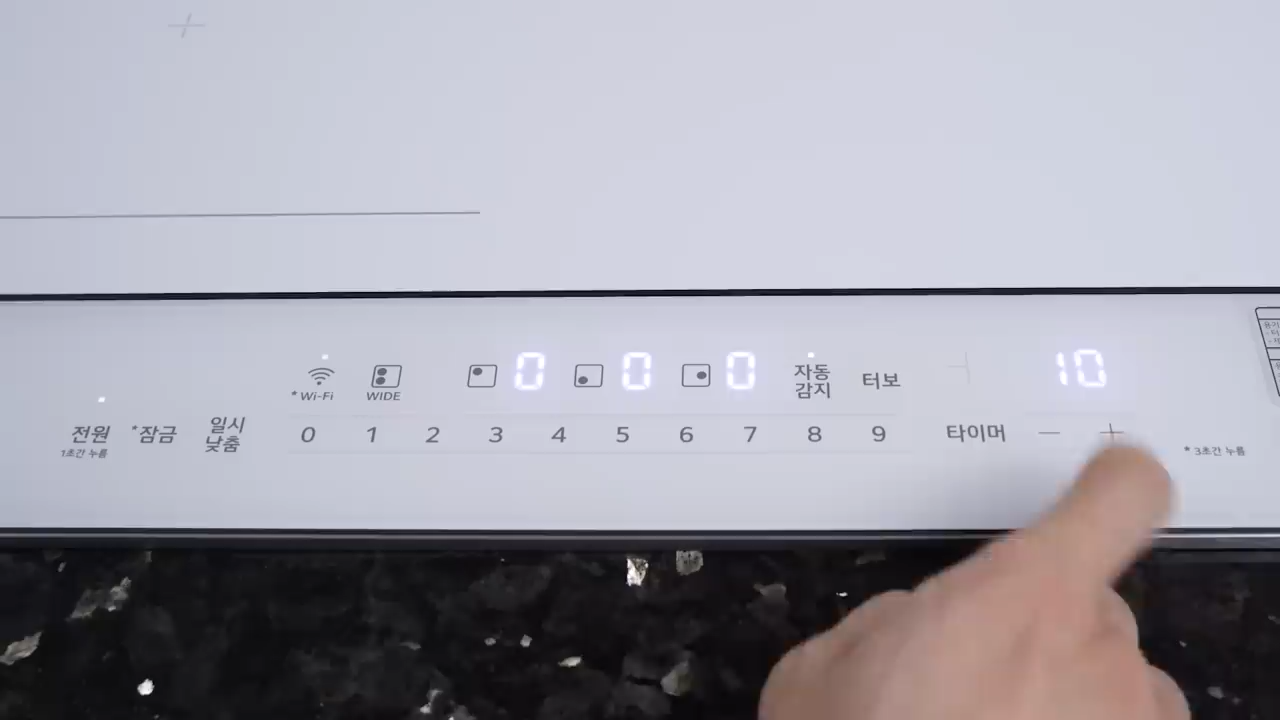 * Wi-Fi
WIDE
0
0
0
자동
감지
터보
10
전원
1초간 누름
*잠금
일시
낮춤
0 1 2 3 4 5 6 7 8 9
타이머
— +
* 3초간 누름